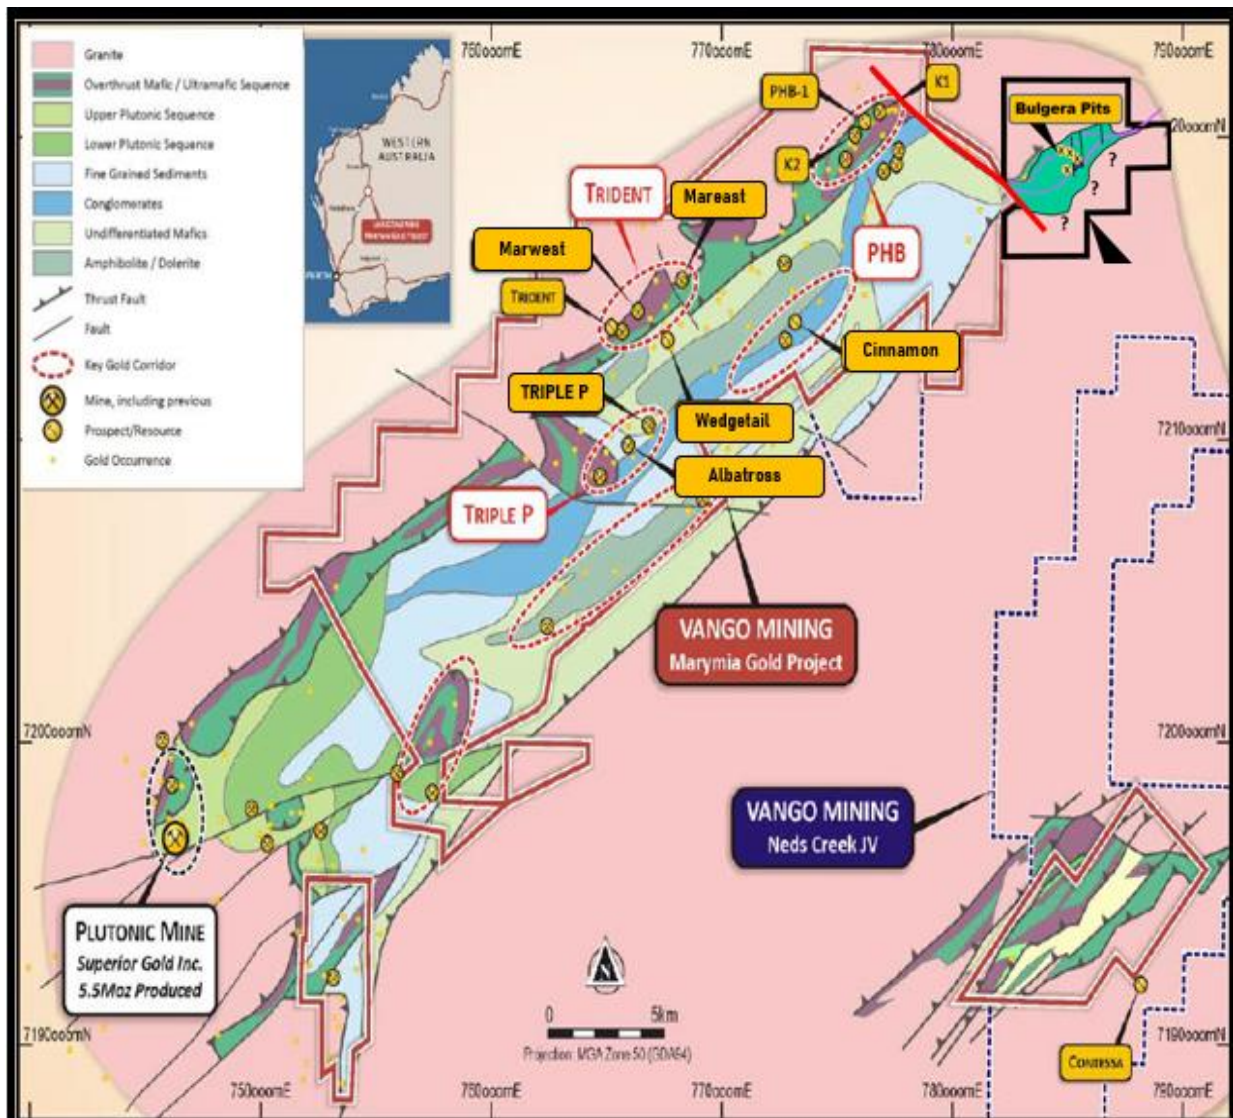 760000mE
770000mE
780000mE
790000mE
Granite
Overthrust Mafic / Ultramafic Sequence
Upper Plutonic Sequence
Lower Plutonic Sequence
Fine Grained Sediments
Conglomerates
Undifferentiated Mafics
Amphibolite / Dolerite
Thrust Fault
Fault
Key Gold Corridor
Mine, including previous
Prospect/Resource
Gold Occurrence
WESTERN
AUSTRALIA
PERTH
PHB-1
K1
K2
Bulgera Pits
20000mN
?
?
?
TRIDENT
Mareast
Marwest
TRIDENT
PHB
Cinnamon
TRIPLE P
Wedgetail
Albatross
7210000mN
TRIPLE P
VANGO MINING
Marymia Gold Project
7200000mN
7200000mN
VANGO MINING
Neds Creek JV
PLUTONIC MINE
Superior Gold Inc.
5.5Moz Produced
N
0
5km
Projection: MGA Zone 50 (GDA94)
7190000mN
7190000mN
CONTESSA
750000mE
760000mE
770000mE
780000mE
790000mE